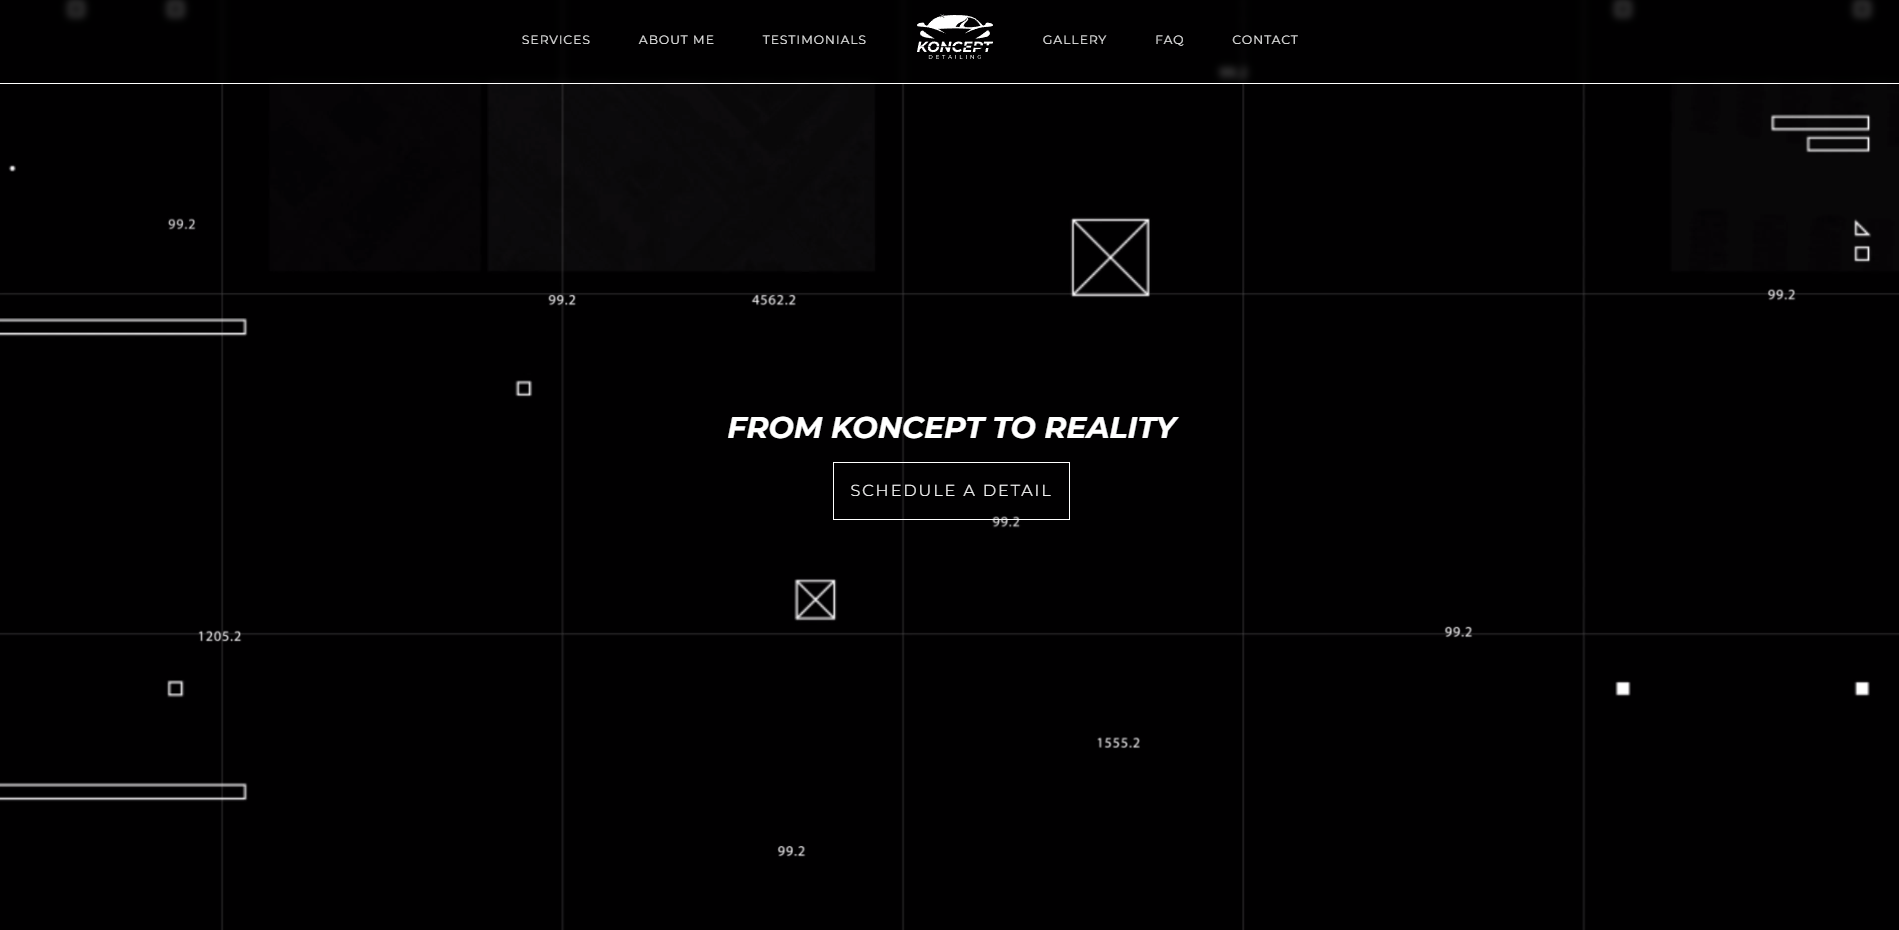 SERVICES ABOUT ME TESTIMONIALS KONCEPT DETAILING GALLERY FAQ CONTACT
99.2
99.2 4562.2 99.2
FROM KONCEPT TO REALITY
SCHEDULE A DETAIL
99.2
1205.2 99.2
1555.2
99.2